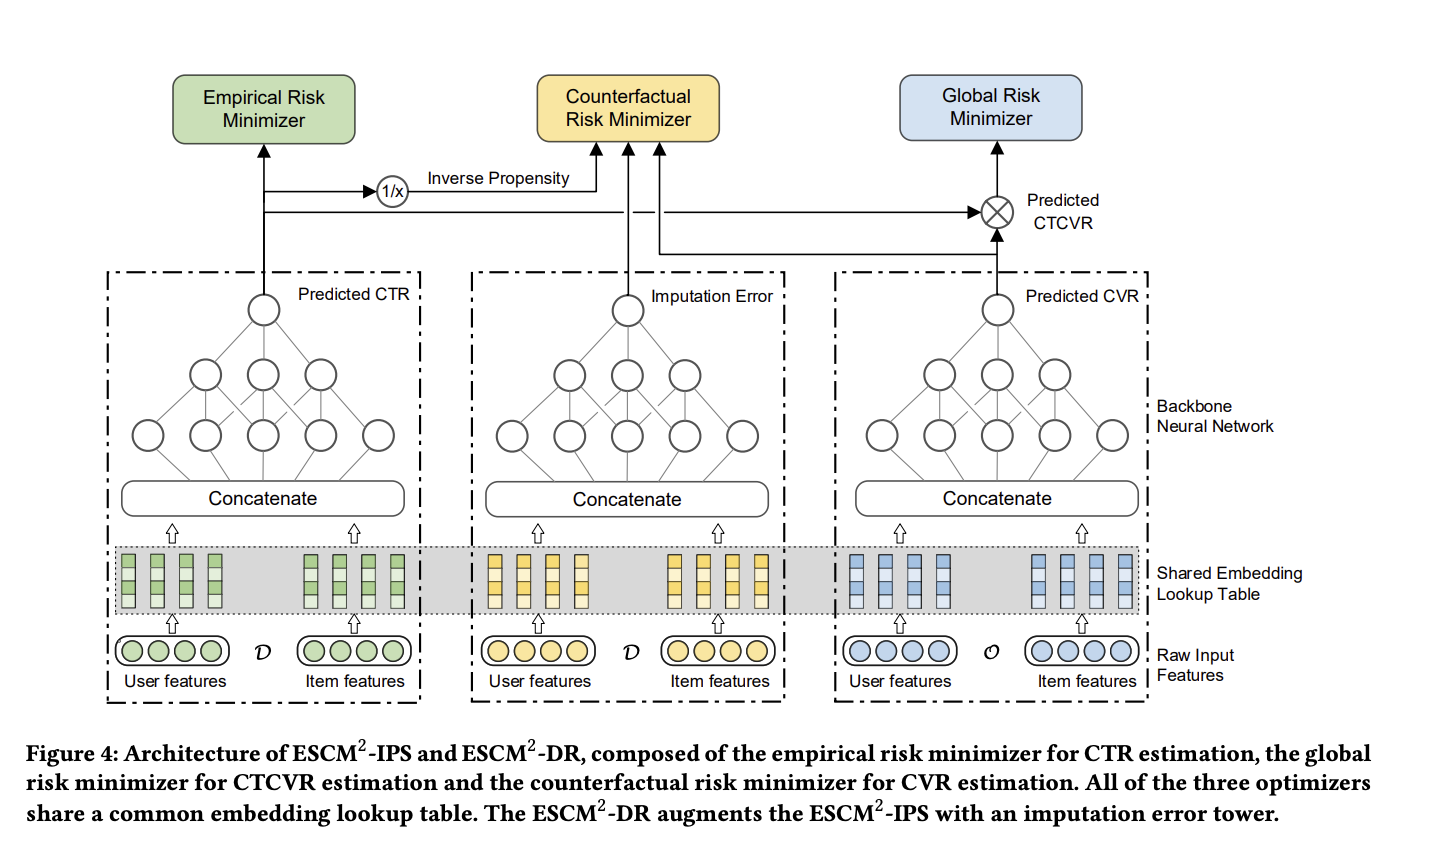 Empirical Risk
Minimizer
Counterfactual
Risk Minimizer
Global Risk
Minimizer
1/x
Inverse Propensity
Predicted
CTCVR
Predicted CTR
Imputation Error
Predicted CVR
Backbone
Neural Network
Concatenate
Concatenate
Concatenate
Shared Embedding
Lookup Table
𝒟
𝒟
𝒪
Raw Input
Features
User features
Item features
User features
Item features
User features
Item features
Figure 4: Architecture of ESCM²-IPS and ESCM²-DR, composed of the empirical risk minimizer for CTR estimation, the global
risk minimizer for CTCVR estimation and the counterfactual risk minimizer for CVR estimation. All of the three optimizers
share a common embedding lookup table. The ESCM²-DR augments the ESCM²-IPS with an imputation error tower.